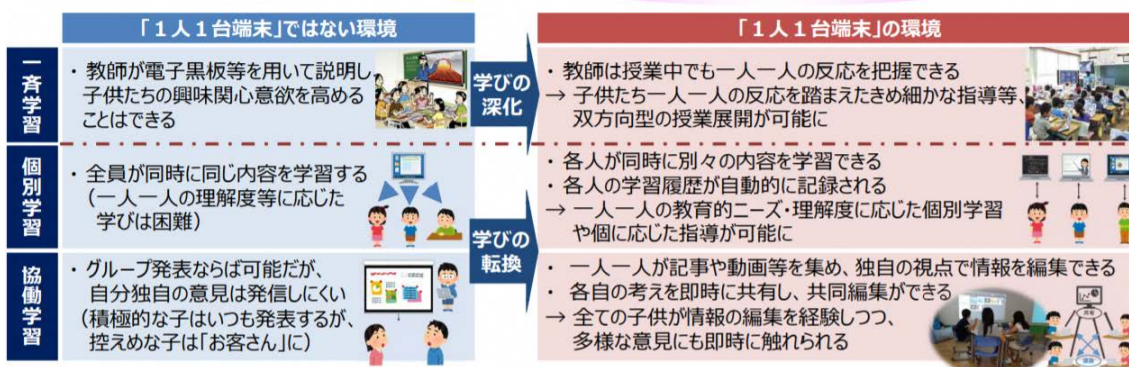 「１人１台端末」ではない環境
「１人１台端末」の環境
一斉学習
・教師が電子黒板等を用いて説明し
子供たちの興味関心意欲を高める
ことはできる
学びの
深化
・教師は授業中でも一人一人の反応を把握できる
→ 子供たち一人一人の反応を踏まえたきめ細かな指導等、
双方向型の授業展開が可能に
個別学習
・全員が同時に同じ内容を学習する
（一人一人の理解度等に応じた
学びは困難）
学びの
転換
・各人が同時に別々の内容を学習できる
・各人の学習履歴が自動的に記録される
→ 一人一人の教育的ニーズ・理解度に応じた個別学習
や個に応じた指導が可能に
協働学習
・グループ発表ならば可能だが、
自分独自の意見は発信しにくい
（積極的な子はいつも発表するが、
控えめな子は「お客さん」に）
・一人一人が記事や動画等を集め、独自の視点で情報を編集できる
・各自の考えを即時に共有し、共同編集ができる
→ 全ての子供が情報の編集を経験しつつ、
多様な意見にも即時に触れられる